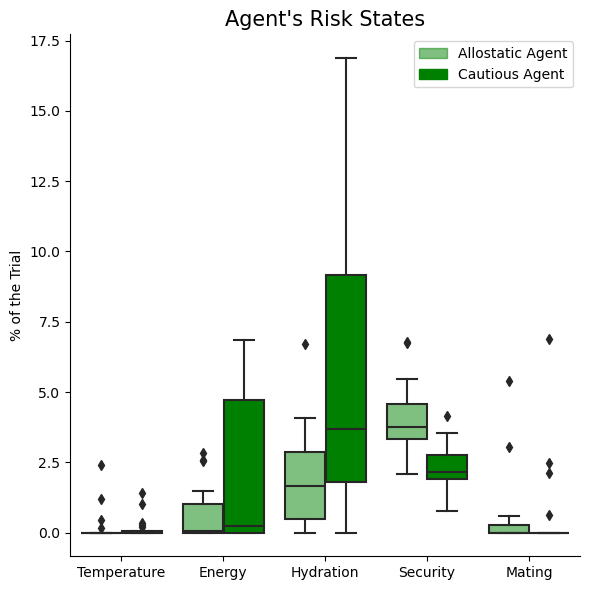 Agent's Risk States
Allostatic Agent
Cautious Agent
% of the Trial
17.5
15.0
12.5
10.0
7.5
5.0
2.5
0.0
Temperature
Energy
Hydration
Security
Mating